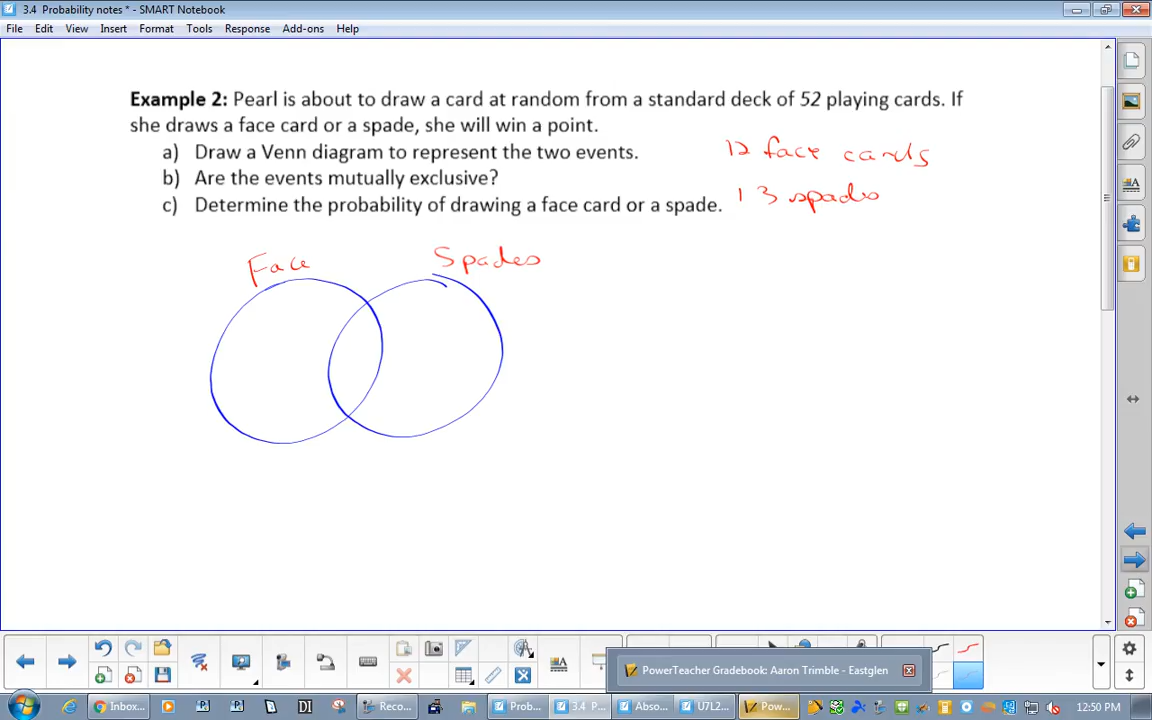 3.4 Probability notes * - SMART Notebook
File Edit View Insert Format Tools Response Add-ons Help
Example 2: Pearl is about to draw a card at random from a standard deck of 52 playing cards. If
she draws a face card or a spade, she will win a point.
a) Draw a Venn diagram to represent the two events.
12 face cards
b) Are the events mutually exclusive?
13 spades
c) Determine the probability of drawing a face card or a spade.
Face
Spades
PowerTeacher Gradebook: Aaron Trimble - Eastglen
Inbox...
DI
Reco...
Prob...
3.4 P...
Abso...
U7L2...
Pow...
12:50 PM